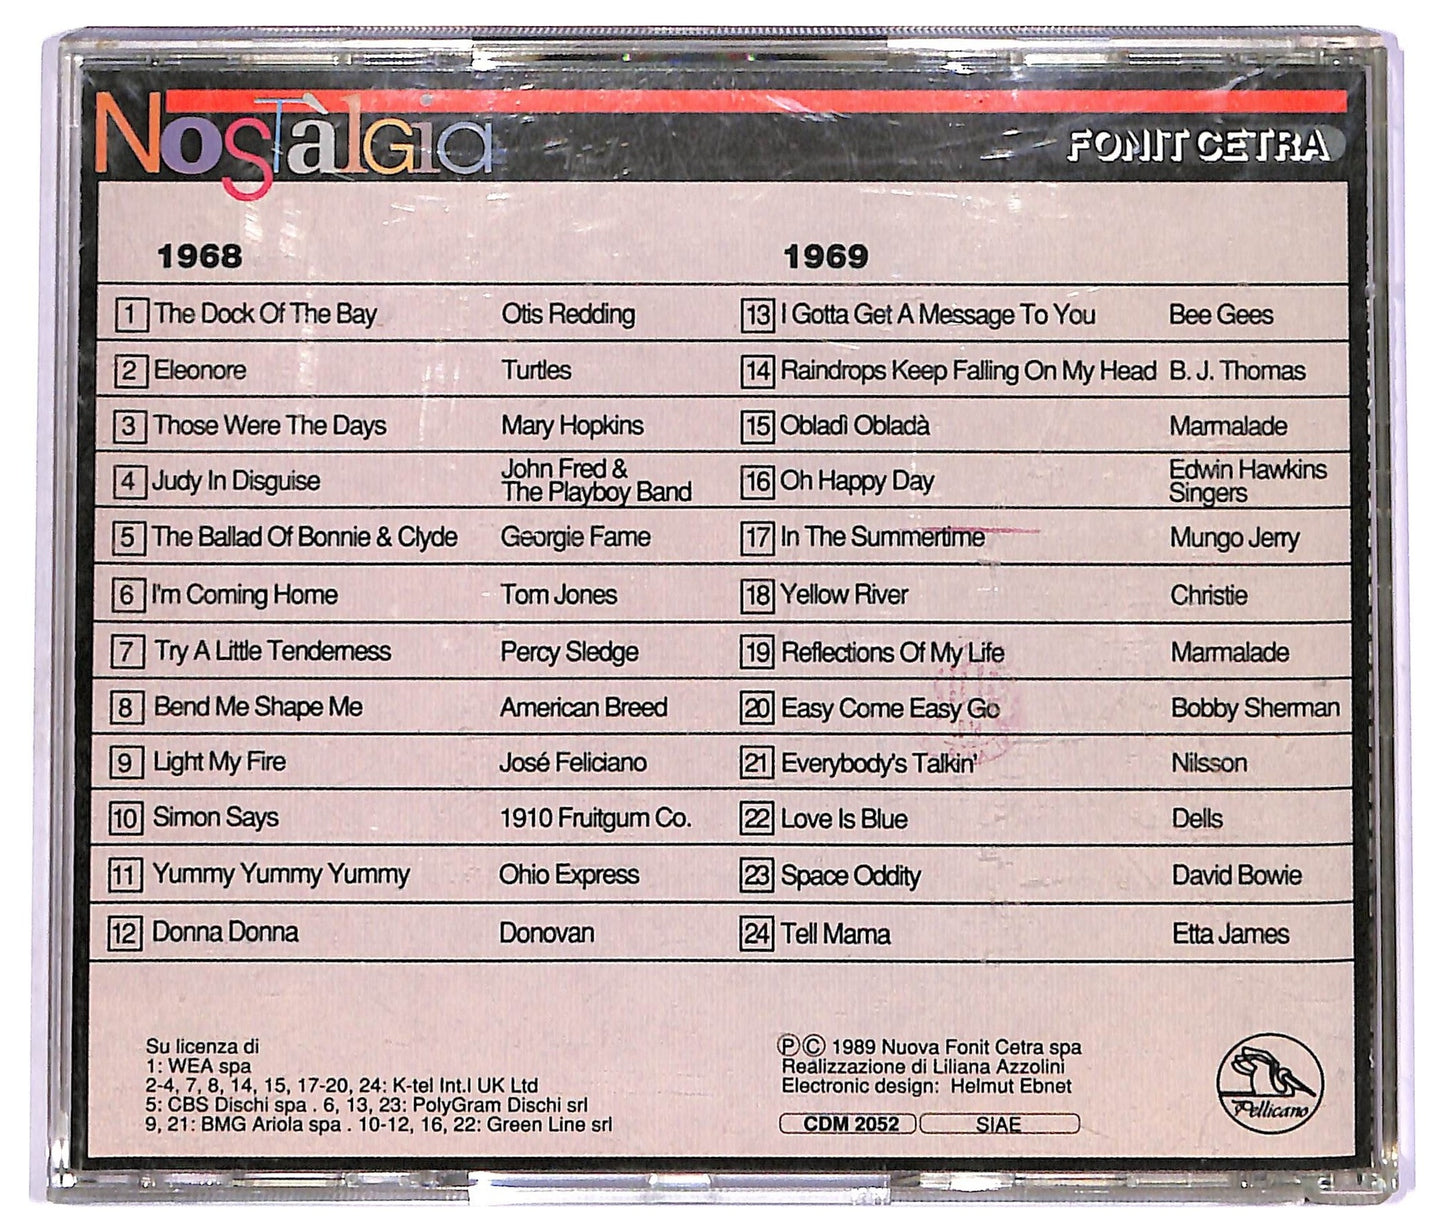 Nostàlgia
FONIT CETRA
1968
1 The Dock Of The Bay Otis Redding
2 Eleonore Turtles
3 Those Were The Days Mary Hopkins
4 Judy In Disguise John Fred &
The Playboy Band
5 The Ballad Of Bonnie & Clyde Georgie Fame
6 I'm Coming Home Tom Jones
7 Try A Little Tenderness Percy Sledge
8 Bend Me Shape Me American Breed
9 Light My Fire José Feliciano
10 Simon Says 1910 Fruitgum Co.
11 Yummy Yummy Yummy Ohio Express
12 Donna Donna Donovan
1969
13 I Gotta Get A Message To You Bee Gees
14 Raindrops Keep Falling On My Head B. J. Thomas
15 Obladì Obladà Marmalade
16 Oh Happy Day Edwin Hawkins
Singers
17 In The Summertime Mungo Jerry
18 Yellow River Christie
19 Reflections Of My Life Marmalade
20 Easy Come Easy Go Bobby Sherman
21 Everybody's Talkin' Nilsson
22 Love Is Blue Dells
23 Space Oddity David Bowie
24 Tell Mama Etta James
Su licenza di
1: WEA spa
2-4, 7, 8, 14, 15, 17-20, 24: K-tel Int.l UK Ltd
5: CBS Dischi spa . 6, 13, 23: PolyGram Dischi srl
9, 21: BMG Ariola spa . 10-12, 16, 22: Green Line srl
Ⓟ© 1989 Nuova Fonit Cetra spa
Realizzazione di Liliana Azzolini
Electronic design: Helmut Ebnet
CDM 2052 SIAE
Pellicano